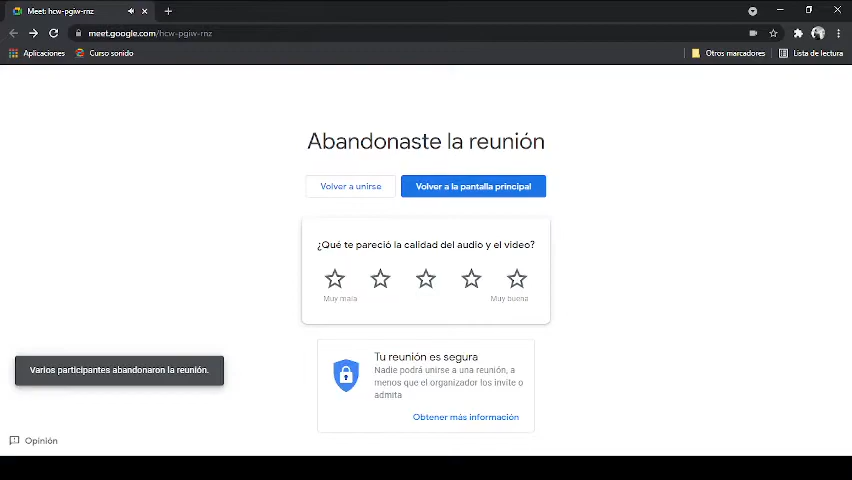 Meet: hcw-pgiw-rnz
meet.google.com/hcw-pgiw-rnz
Aplicaciones
Curso sonido
Otros marcadores
Lista de lectura
Abandonaste la reunión
Volver a unirse
Volver a la pantalla principal
¿Qué te pareció la calidad del audio y el video?
Muy mala
Muy buena
Tu reunión es segura
Nadie podrá unirse a una reunión, a
menos que el organizador los invite o
admita
Obtener más información
Varios participantes abandonaron la reunión.
Opinión